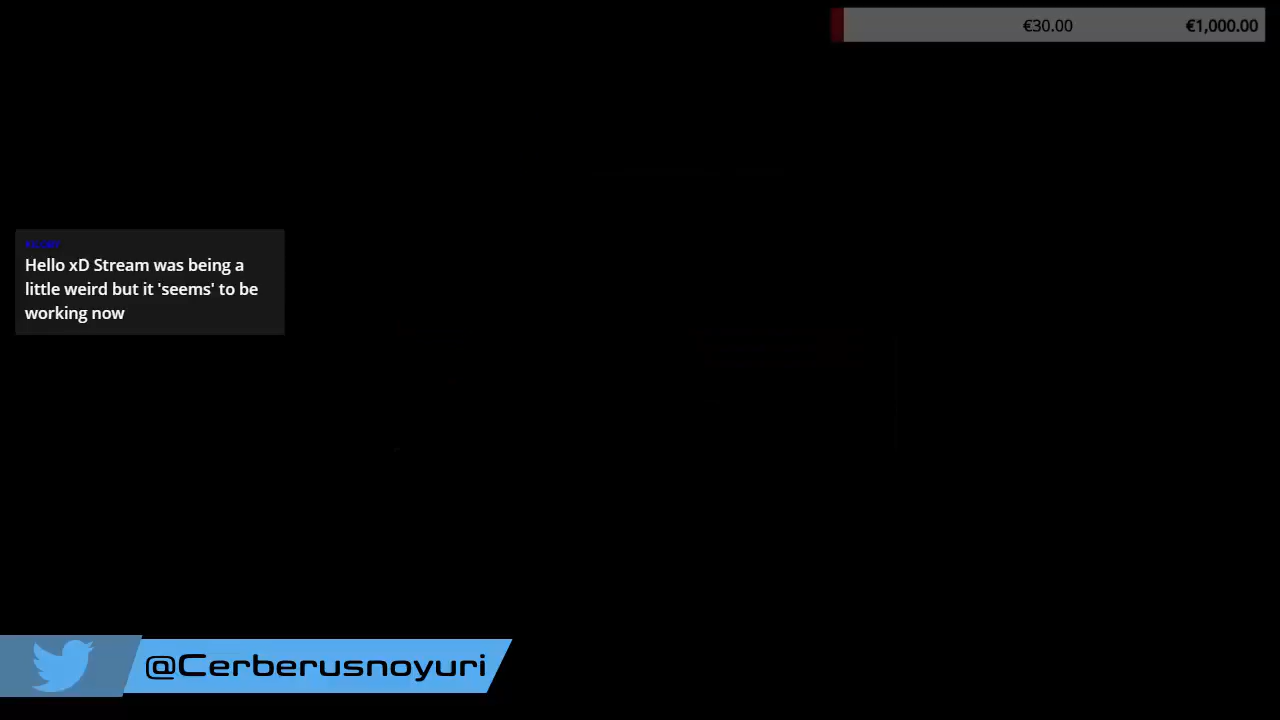 €30.00 €1,000.00
Hello xD Stream was being a
little weird but it 'seems' to be
working now
@Cerberusnoyuri